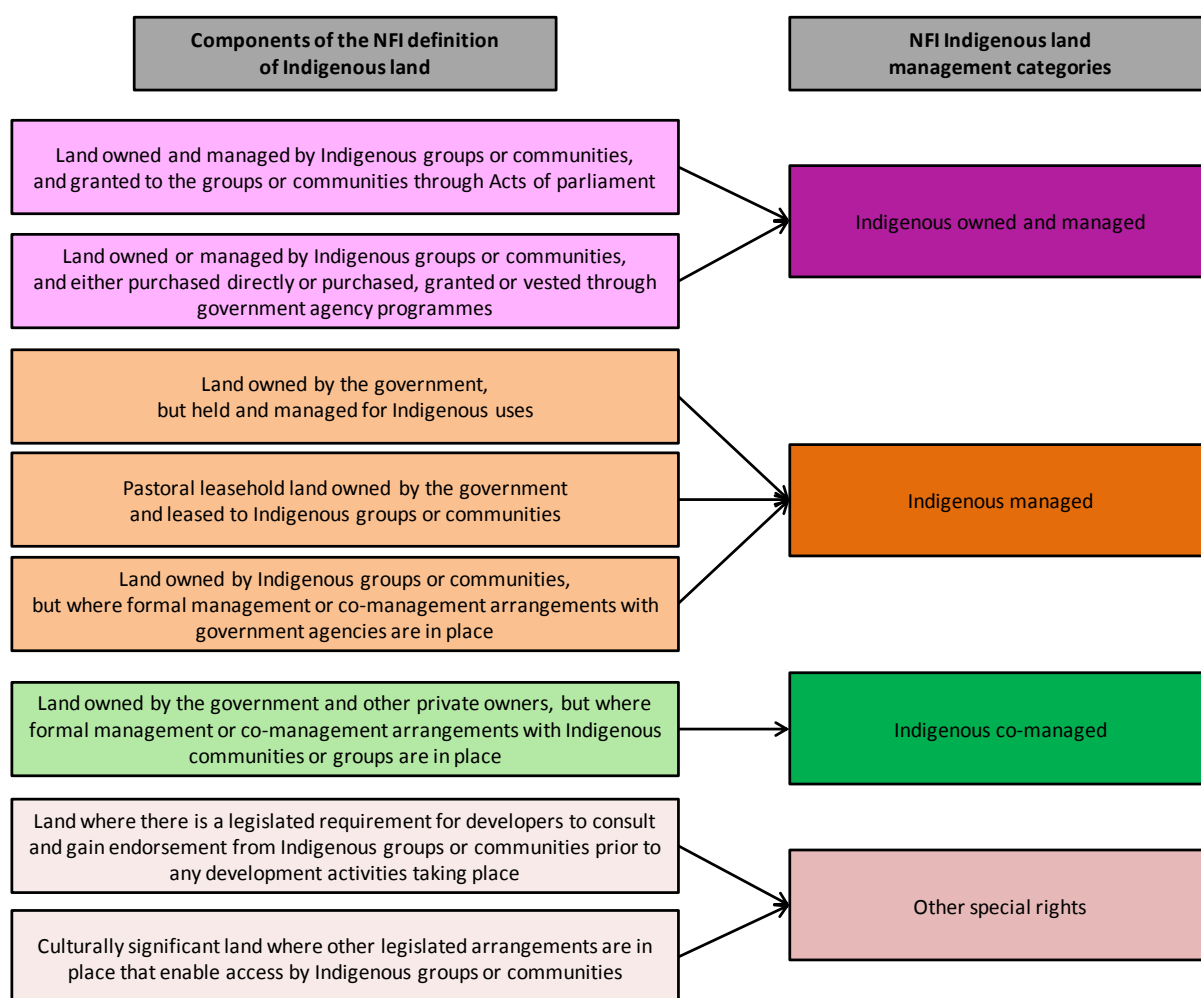 Components of the NFI definition
of Indigenous land
NFI Indigenous land
management categories
Land owned and managed by Indigenous groups or communities,
and granted to the groups or communities through Acts of parliament
Land owned or managed by Indigenous groups or communities,
and either purchased directly or purchased, granted or vested through
government agency programmes
Indigenous owned and managed
Land owned by the government,
but held and managed for Indigenous uses
Pastoral leasehold land owned by the government
and leased to Indigenous groups or communities
Land owned by Indigenous groups or communities,
but where formal management or co-management arrangements with
government agencies are in place
Indigenous managed
Land owned by the government and other private owners, but where
formal management or co-management arrangements with Indigenous
communities or groups are in place
Indigenous co-managed
Land where there is a legislated requirement for developers to consult
and gain endorsement from Indigenous groups or communities prior to
any development activities taking place
Culturally significant land where other legislated arrangements are in
place that enable access by Indigenous groups or communities
Other special rights